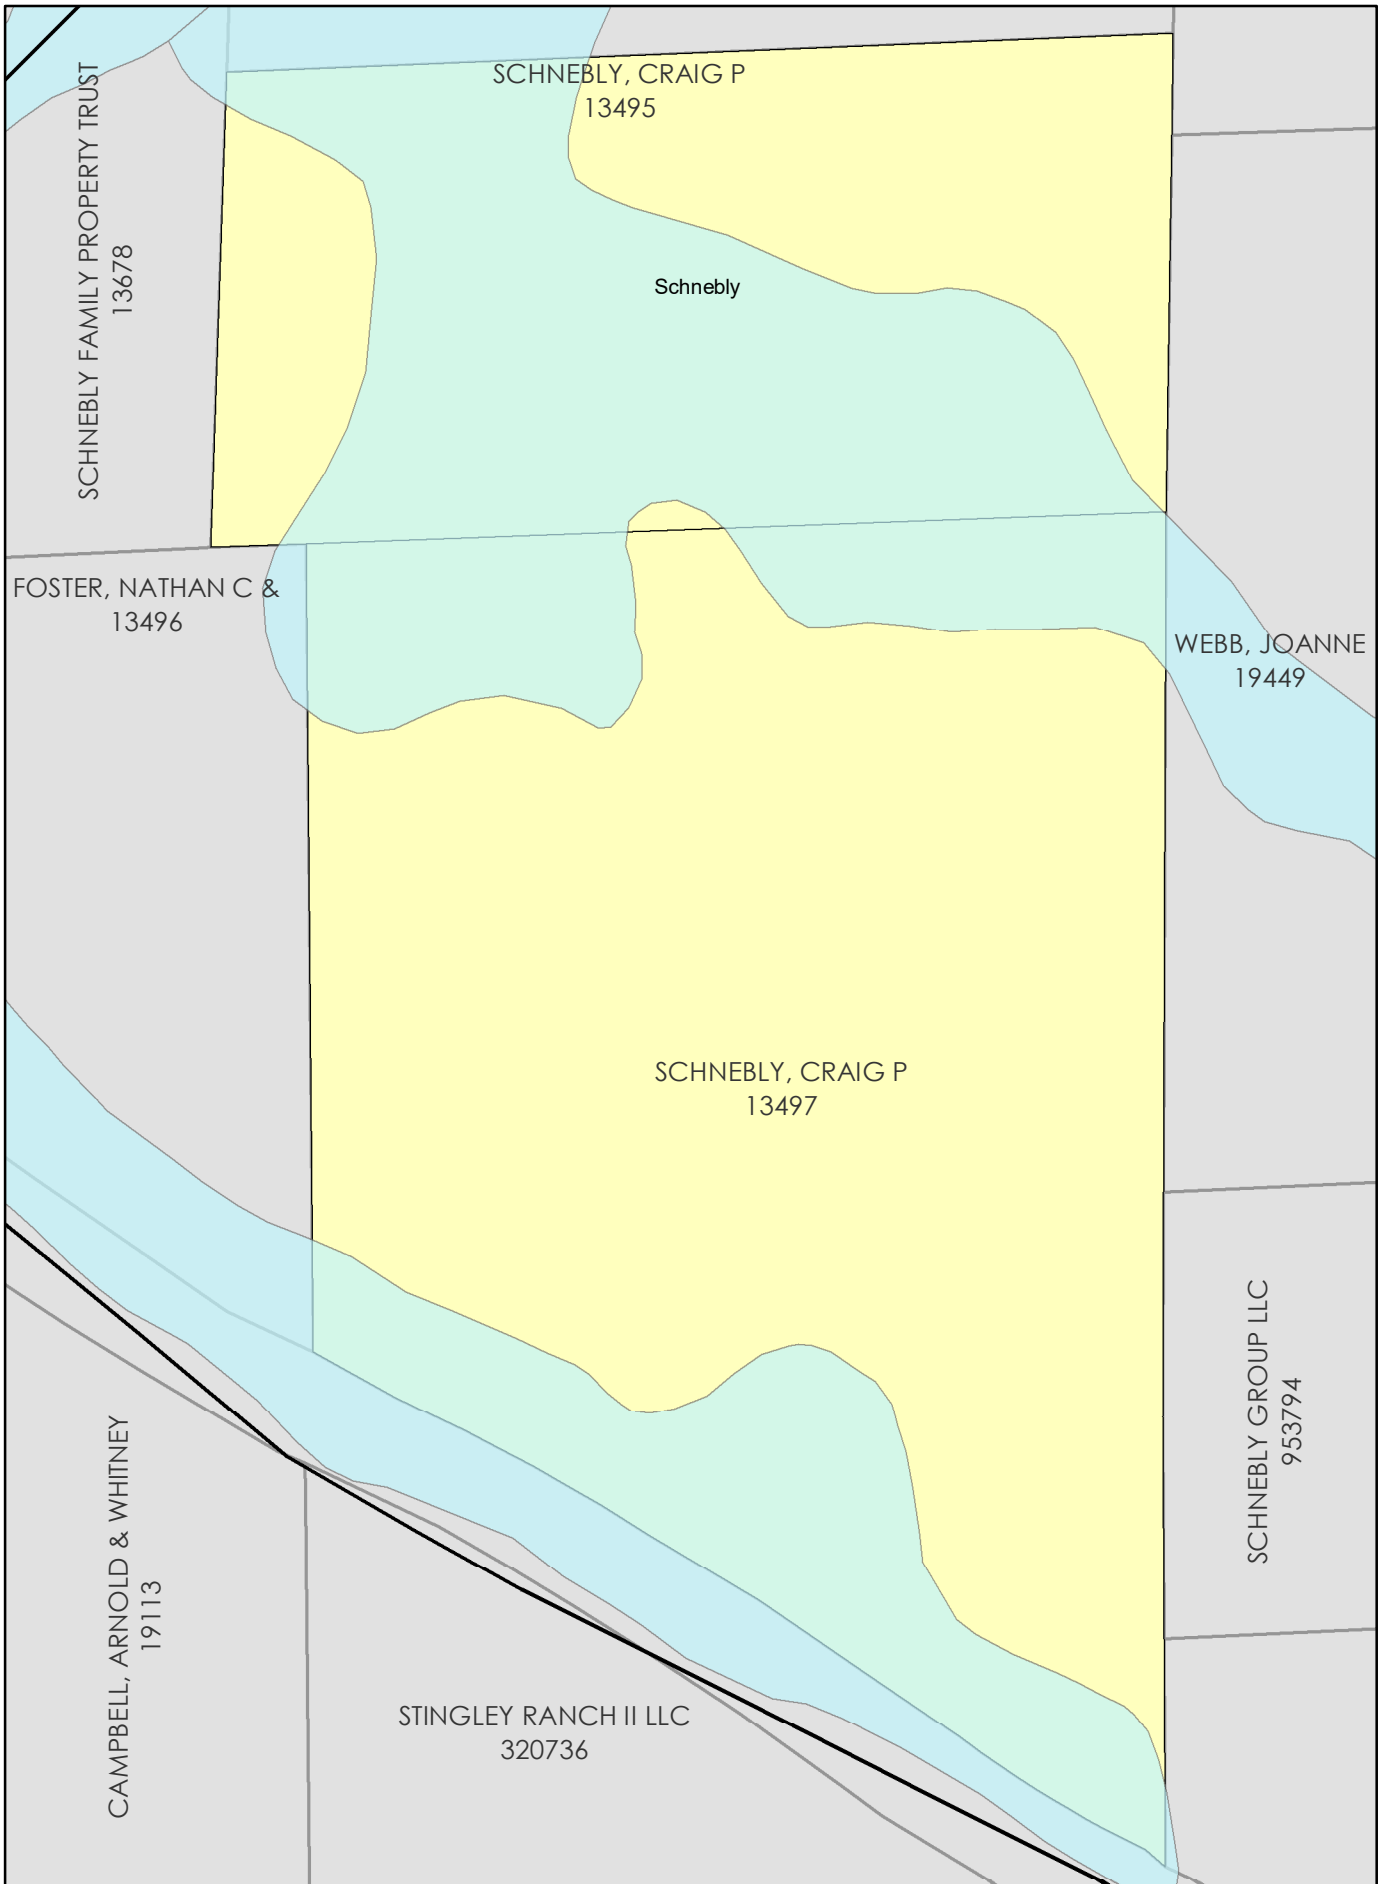 SCHNEBLY, CRAIG P
13495
SCHNEBLY FAMILY PROPERTY TRUST
13678
Schnebly
FOSTER, NATHAN C &
13496
WEBB, JOANNE
19449
SCHNEBLY, CRAIG P
13497
SCHNEBLY GROUP LLC
953794
CAMPBELL, ARNOLD & WHITNEY
19113
STINGLEY RANCH II LLC
320736